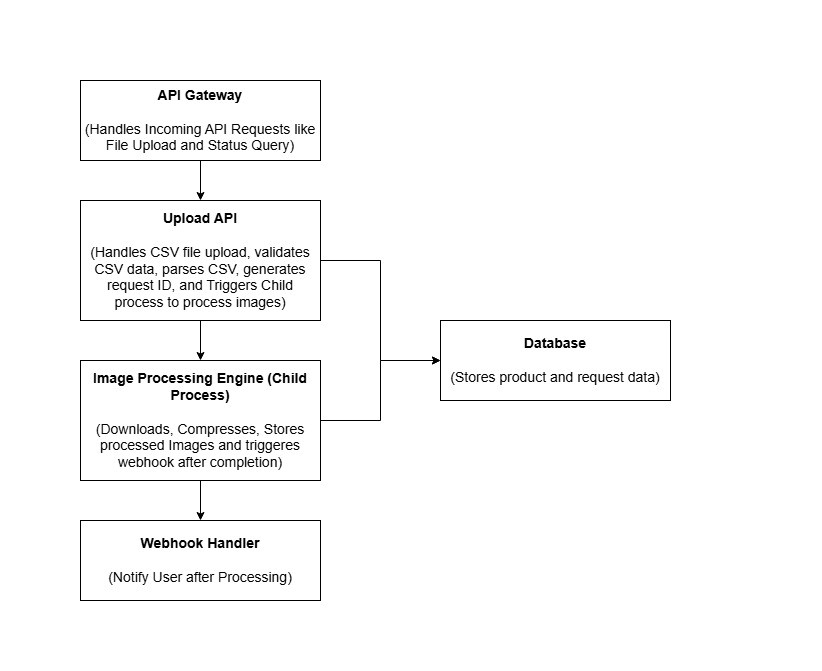 API Gateway
(Handles Incoming API Requests like
File Upload and Status Query)
Upload API
(Handles CSV file upload, validates
CSV data, parses CSV, generates
request ID, and Triggers Child
process to process images)
Image Processing Engine (Child
Process)
(Downloads, Compresses, Stores
processed Images and triggeres
webhook after completion)
Database
(Stores product and request data)
Webhook Handler
(Notify User after Processing)